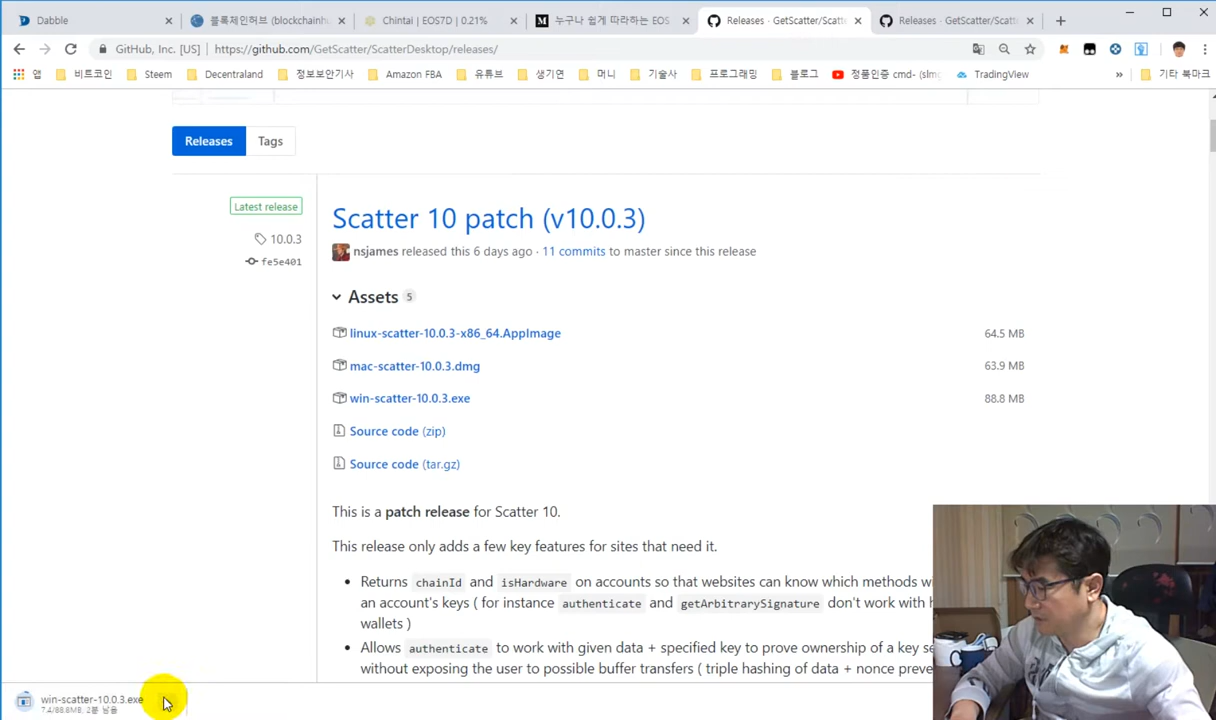 Dabble
블록체인허브 (blockchainhu
Chintai | EOS7D | 0.21%
누구나 쉽게 따라하는 EOS
Releases · GetScatter/Scatt
Releases · GetScatter/Scatt
GitHub, Inc. [US] | https://github.com/GetScatter/ScatterDesktop/releases/
앱
비트코인
Steem
Decentraland
정보보안기사
Amazon FBA
유튜브
생기연
머니
기술사
프로그래밍
블로그
정품인증 cmd- (slmg
TradingView
»
기타 북마크
Releases
Tags
Latest release
10.0.3
fe5e401
Scatter 10 patch (v10.0.3)
nsjames released this 6 days ago · 11 commits to master since this release
Assets 5
linux-scatter-10.0.3-x86_64.AppImage
64.5 MB
mac-scatter-10.0.3.dmg
63.9 MB
win-scatter-10.0.3.exe
88.8 MB
Source code (zip)
Source code (tar.gz)
This is a patch release for Scatter 10.
This release only adds a few key features for sites that need it.
• Returns chainId and isHardware on accounts so that websites can know which methods wi
an account's keys ( for instance authenticate and getArbitrarySignature don't work with h
wallets )
• Allows authenticate to work with given data + specified key to prove ownership of a key se
without exposing the user to possible buffer transfers ( triple hashing of data + nonce preve
win-scatter-10.0.3.exe
7.4/88.8MB, 2분 남음